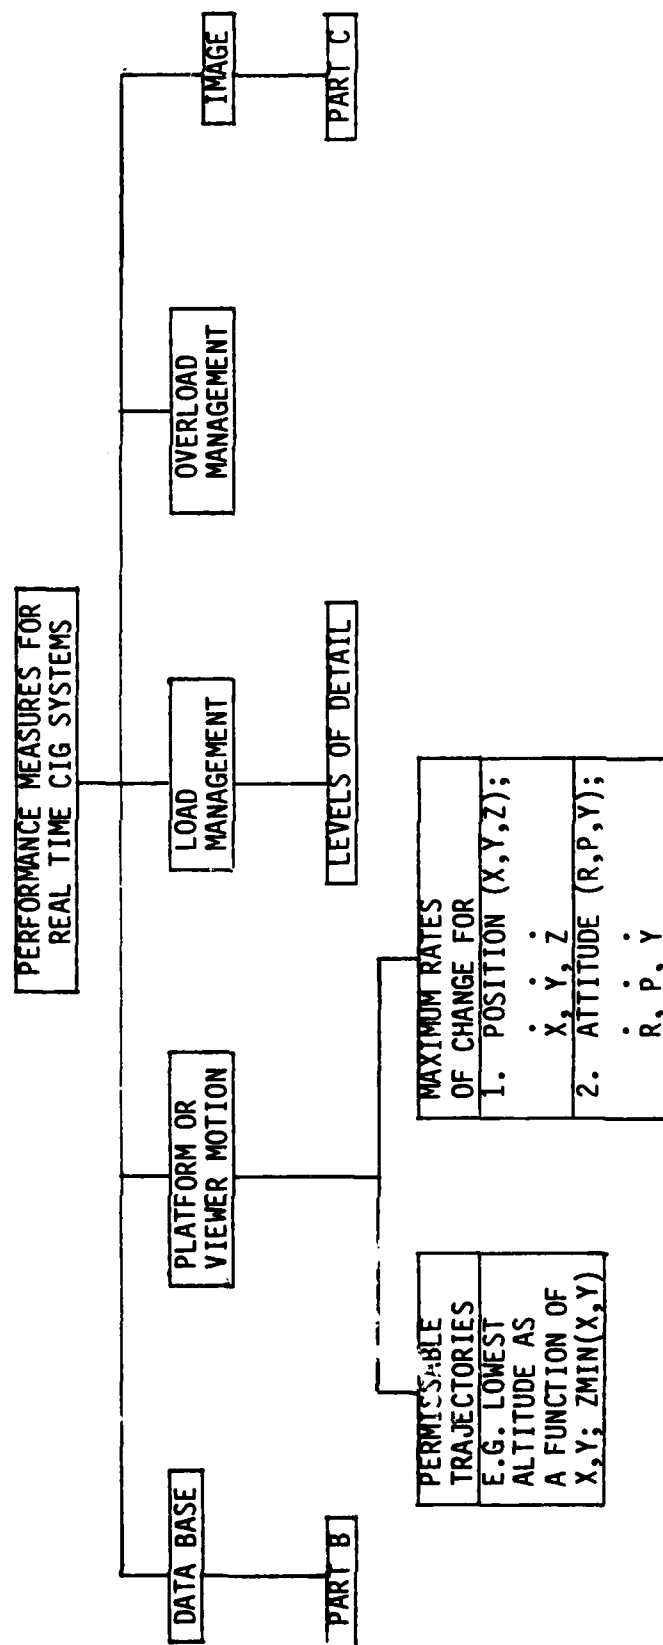 PERFORMANCE MEASURES FOR
REAL TIME CIG SYSTEMS
DATA BASE
PART B
PLATFORM OR
VIEWER MOTION
PERMISSABLE
TRAJECTORIES
E.G. LOWEST
ALTITUDE AS
A FUNCTION OF
X,Y; ZMIN(X,Y)
MAXIMUM RATES
OF CHANGE FOR
1. POSITION (X,Y,Z);
Ẋ, Ẏ, Ż
2. ATTITUDE (R,P,Y);
Ṙ, Ṗ, Ẏ
LOAD
MANAGEMENT
LEVELS OF DETAIL
OVERLOAD
MANAGEMENT
IMAGE
PART C